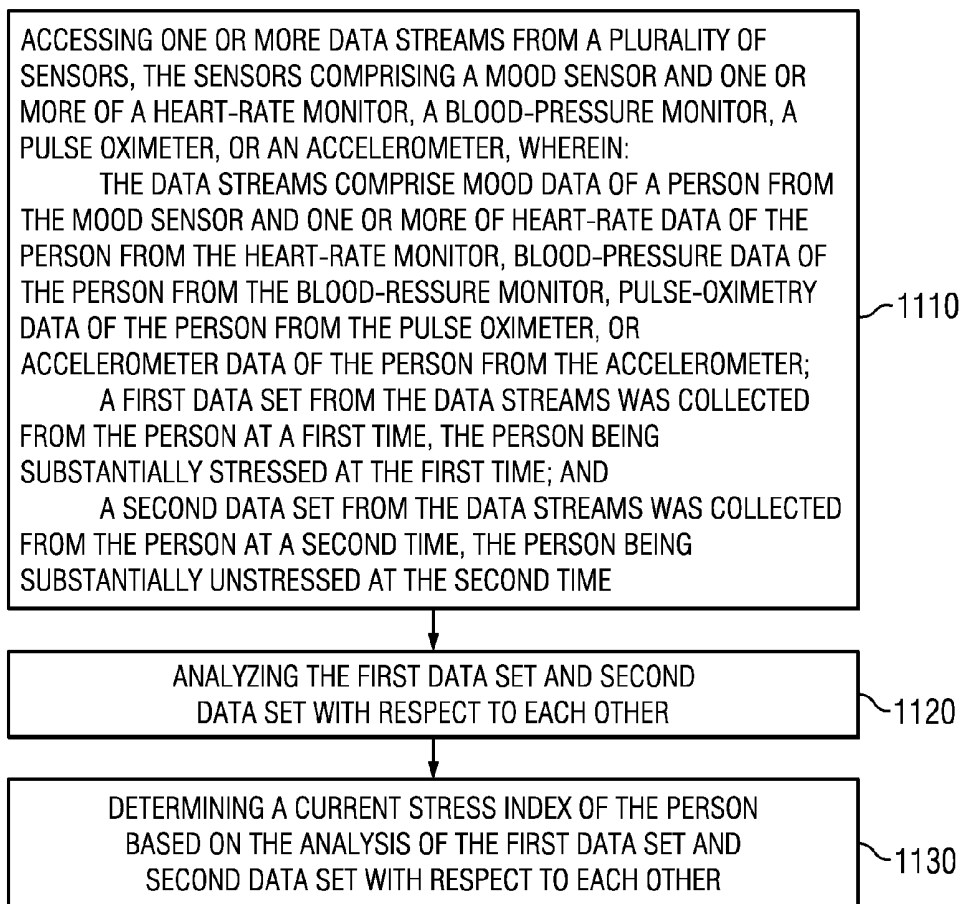 ACCESSING ONE OR MORE DATA STREAMS FROM A PLURALITY OF
SENSORS, THE SENSORS COMPRISING A MOOD SENSOR AND ONE OR
MORE OF A HEART-RATE MONITOR, A BLOOD-PRESSURE MONITOR, A
PULSE OXIMETER, OR AN ACCELEROMETER, WHEREIN:
THE DATA STREAMS COMPRISE MOOD DATA OF A PERSON FROM
THE MOOD SENSOR AND ONE OR MORE OF HEART-RATE DATA OF THE
PERSON FROM THE HEART-RATE MONITOR, BLOOD-PRESSURE DATA OF
THE PERSON FROM THE BLOOD-RESSURE MONITOR, PULSE-OXIMETRY
DATA OF THE PERSON FROM THE PULSE OXIMETER, OR
ACCELEROMETER DATA OF THE PERSON FROM THE ACCELEROMETER;
A FIRST DATA SET FROM THE DATA STREAMS WAS COLLECTED
FROM THE PERSON AT A FIRST TIME, THE PERSON BEING
SUBSTANTIALLY STRESSED AT THE FIRST TIME; AND
A SECOND DATA SET FROM THE DATA STREAMS WAS COLLECTED
FROM THE PERSON AT A SECOND TIME, THE PERSON BEING
SUBSTANTIALLY UNSTRESSED AT THE SECOND TIME
1110
ANALYZING THE FIRST DATA SET AND SECOND
DATA SET WITH RESPECT TO EACH OTHER
1120
DETERMINING A CURRENT STRESS INDEX OF THE PERSON
BASED ON THE ANALYSIS OF THE FIRST DATA SET AND
SECOND DATA SET WITH RESPECT TO EACH OTHER
1130